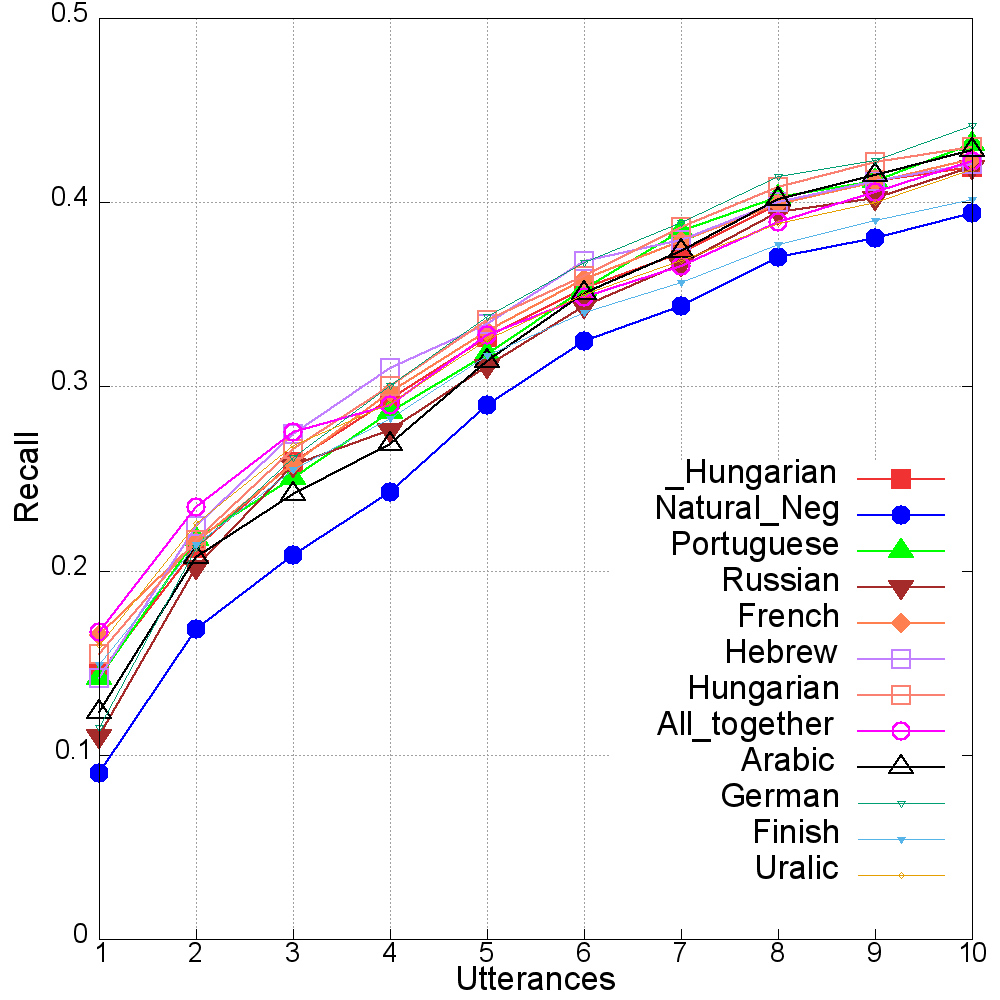 0.5
0.4
0.3
0.2
0.1
0
Recall
1 2 3 4 5 6 7 8 9 10
Utterances
_Hungarian
Natural_Neg
Portuguese
Russian
French
Hebrew
Hungarian
All_together
Arabic
German
Finish
Uralic